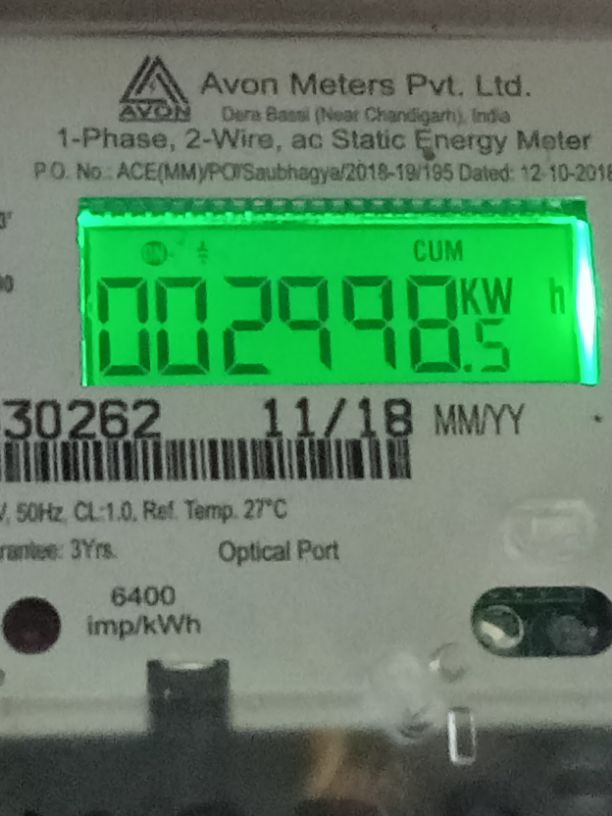 Avon Meters Pvt. Ltd.
AVON
Dera Bassi (Near Chandigarh), India
1-Phase, 2-Wire, ac Static Energy Meter
P.O. No.: ACE(MM)/PO1/Saubhagya/2018-19/195 Dated: 12-10-2018
CUM
002998.5 KW h
30262 11/18 MM/YY
V, 50Hz, CL:1.0, Ref. Temp. 27°C
rantee: 3Yrs. Optical Port
6400
imp/kWh